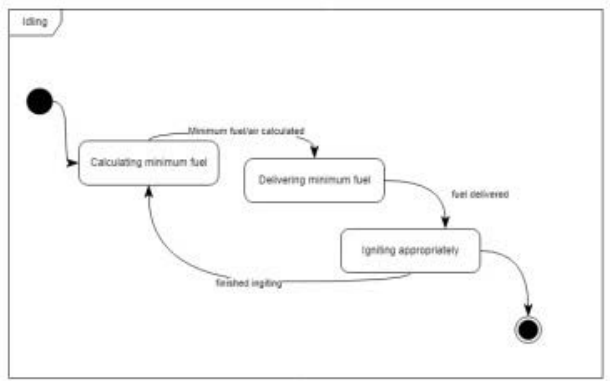 Idling
Minimum fuel/air calculated
Calculating minimum fuel
Delivering minimum fuel
fuel delivered
Igniting appropriately
finished ingiting